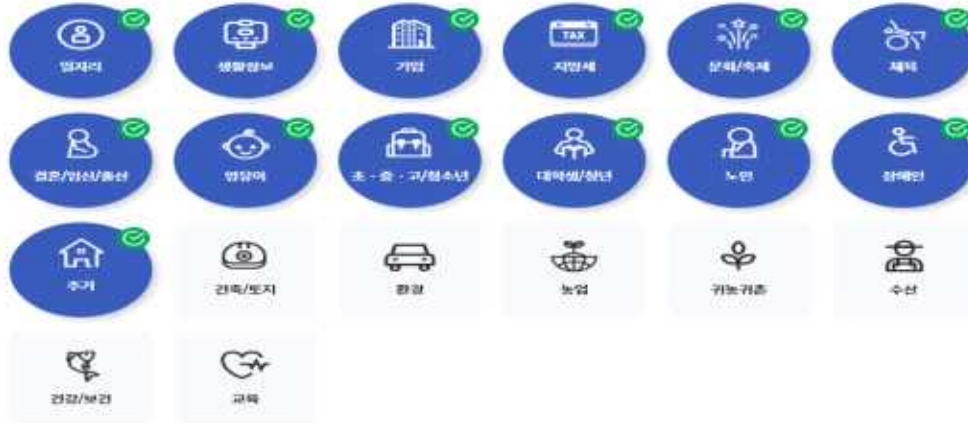 일자리
생활정보
기업
TAX
지방세
문화/축제
체육
결혼/임신/출산
영유아
초·중·고/청소년
대학생/청년
노인
장애인
주거
건축/토지
환경
농업
귀농귀촌
수산
건강/보건
교육